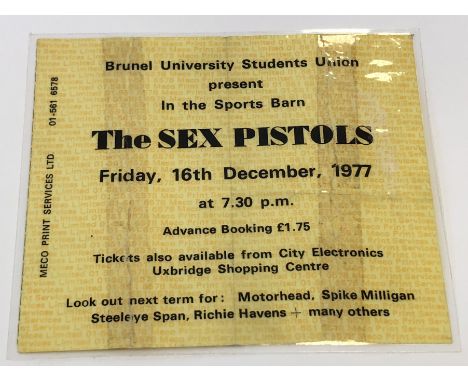 Brunel University Students Union
present
In the Sports Barn
The SEX PISTOLS
Friday, 16th December, 1977
at 7.30 p.m.
Advance Booking £1.75
Tickets also available from City Electronics
Uxbridge Shopping Centre
Look out next term for: Motorhead, Spike Milligan
Steeleye Span, Richie Havens + many others
MECO PRINT SERVICES LTD 01-561 6578